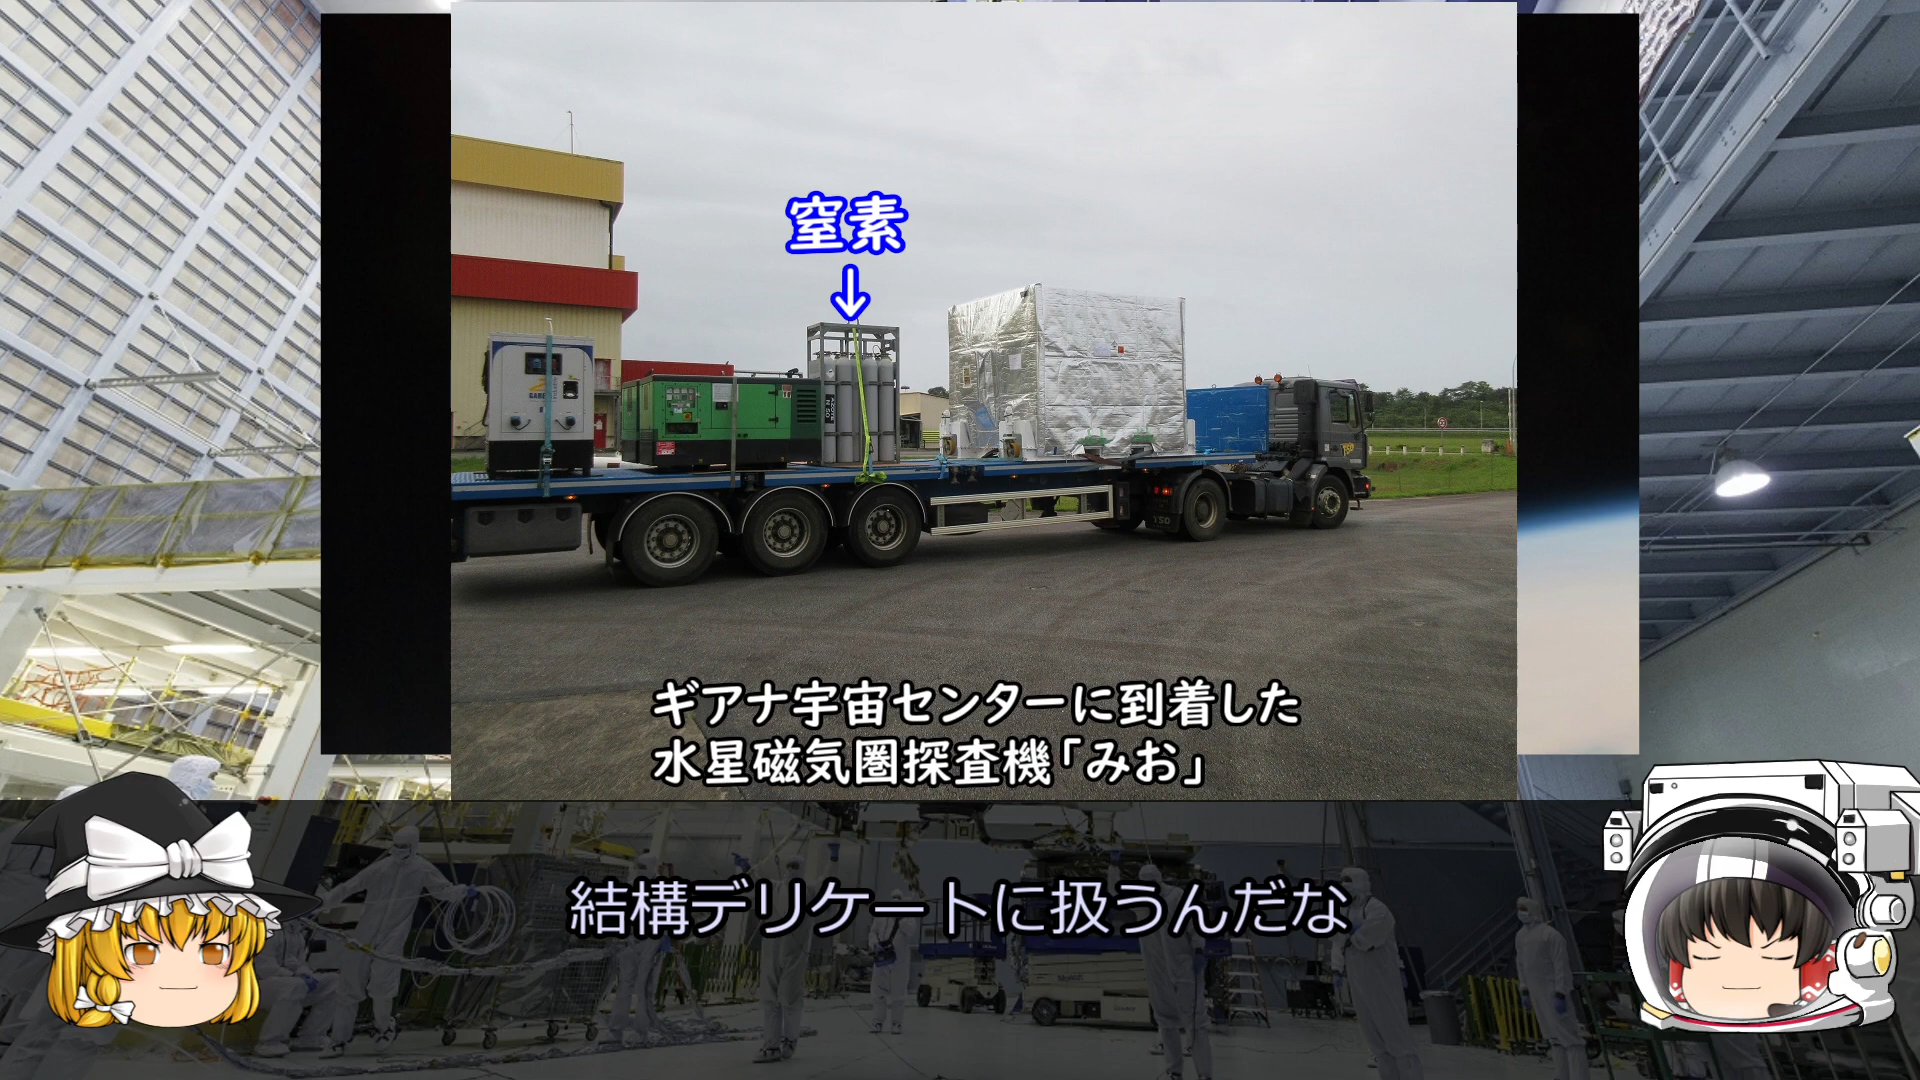 窒素
ギアナ宇宙センターに到着した
水星磁気圏探査機「みお」
結構デリケートに扱うんだな